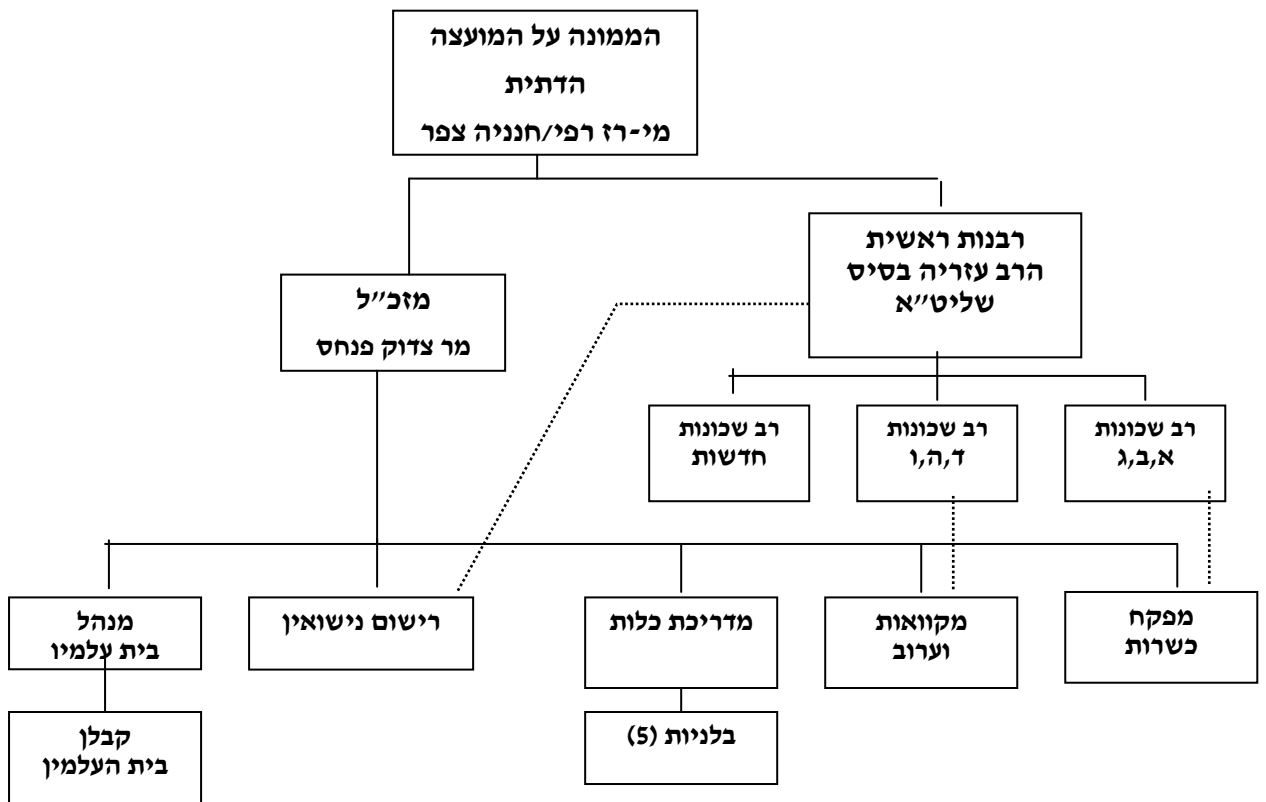 הממונה על המועצה
הדתית
מי-רז רפי/חנניה צפר
רבנות ראשית
הרב עזריה בסיס
שליט״א
מזכ״ל
מר צדוק פנחס
רב שכונות
א,ב,ג
רב שכונות
ד,ה,ו
רב שכונות
חדשות
מפקח
כשרות
מקוואות
וערוב
מדריכת כלות
רישום נישואין
מנהל
בית עלמיו
בלניות (5)
קבלן
בית העלמין